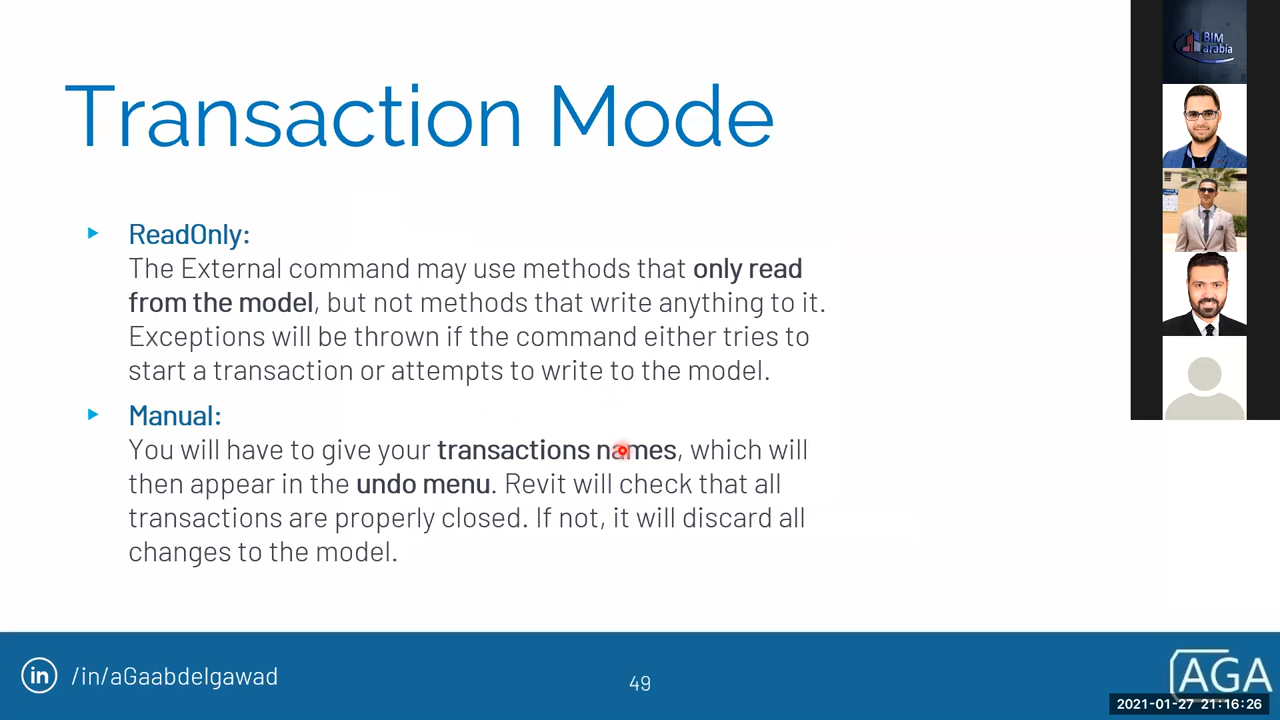 Transaction Mode
ReadOnly:
The External command may use methods that only read
from the model, but not methods that write anything to it.
Exceptions will be thrown if the command either tries to
start a transaction or attempts to write to the model.
Manual:
You will have to give your transactions names, which will
then appear in the undo menu. Revit will check that all
transactions are properly closed. If not, it will discard all
changes to the model.
in /in/aGaabdelgawad
49
AGA
2021-01-27 21:16:26
BIM
arabia